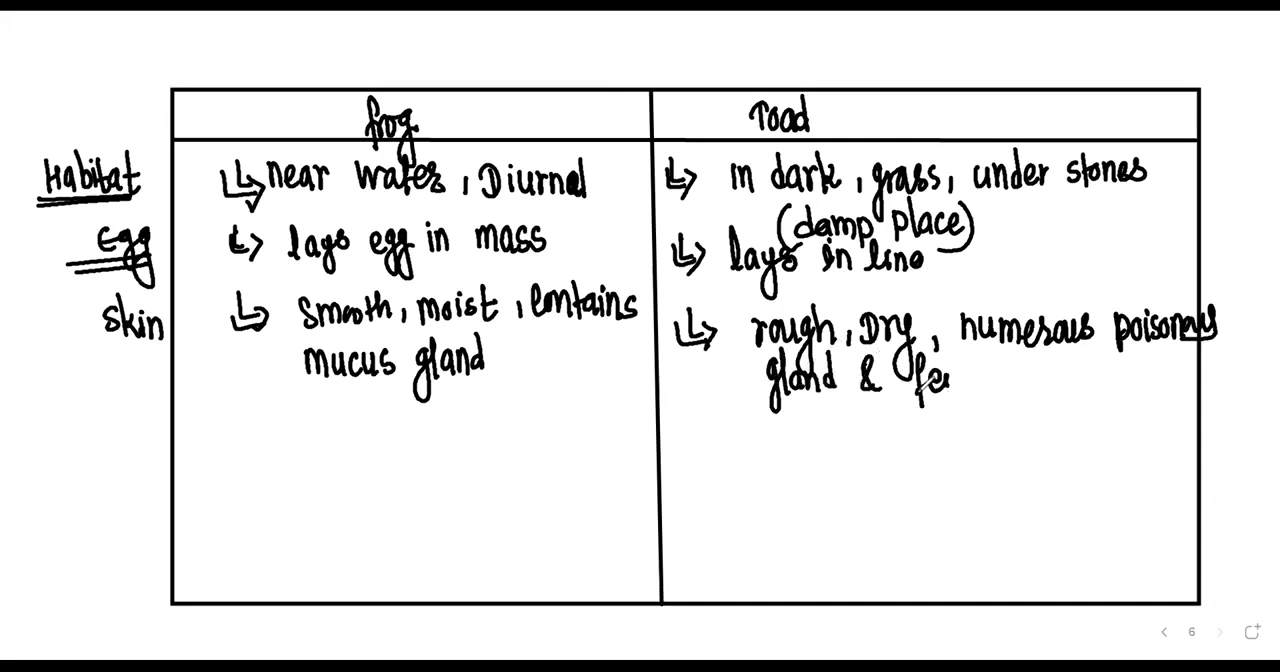 frog Toad
Habitat near water, Diurnal in dark, grass, under stones
(damp place)
Egg lays egg in mass lays in line
skin smooth, moist, contains rough, Dry, numerous poisonous
mucus gland gland & fe
6